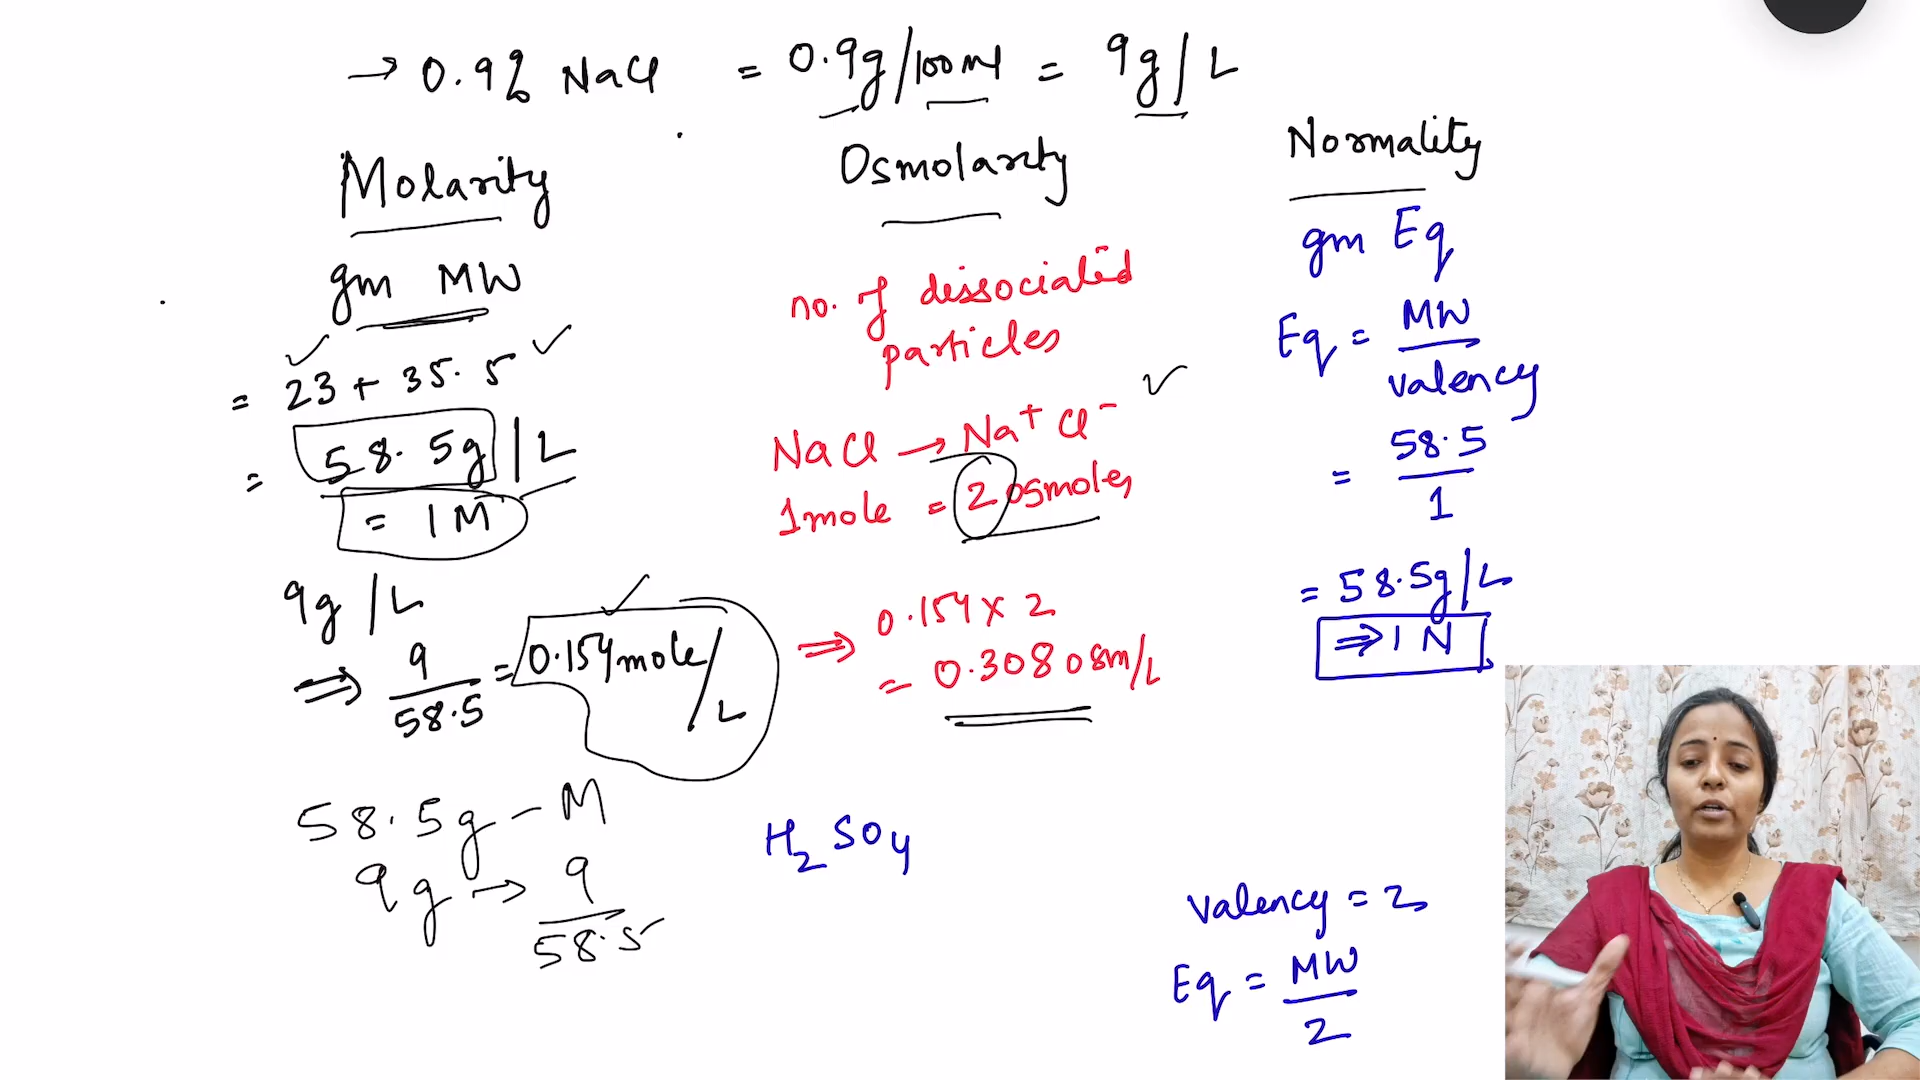 → 0.9% NaCl = 0.9g/100ml = 9g/L
Molarity
gm MW
= 23 + 35.5
= 58.5g/L
= 1M
9g/L
⇒ 9/58.5 = 0.154mole/L
58.5g - M
9g → 9/58.5
Osmolarity
no. of dissociated
particles
NaCl → Na⁺ Cl⁻
1mole = 2 osmoles
⇒ 0.154 x 2
= 0.308 osm/L
H₂SO₄
Normality
gm Eq
Eq = MW/valency
= 58.5/1
= 58.5g/L
⇒ 1 N
valency = 2
Eq = MW/2